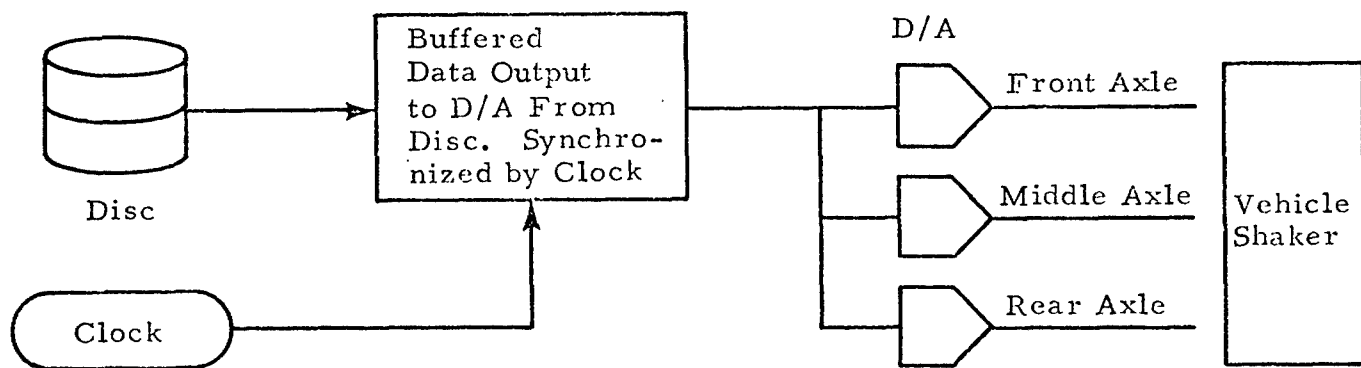 Buffered
Data Output
to D/A From
Disc. Synchro-
nized by Clock
Disc
Clock
D/A
Front Axle
Middle Axle
Rear Axle
Vehicle
Shaker